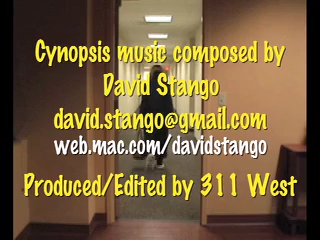 Cynopsis music composed by
David Stango
david.stango@gmail.com
web.mac.com/davidstango
Produced/Edited by 311 West